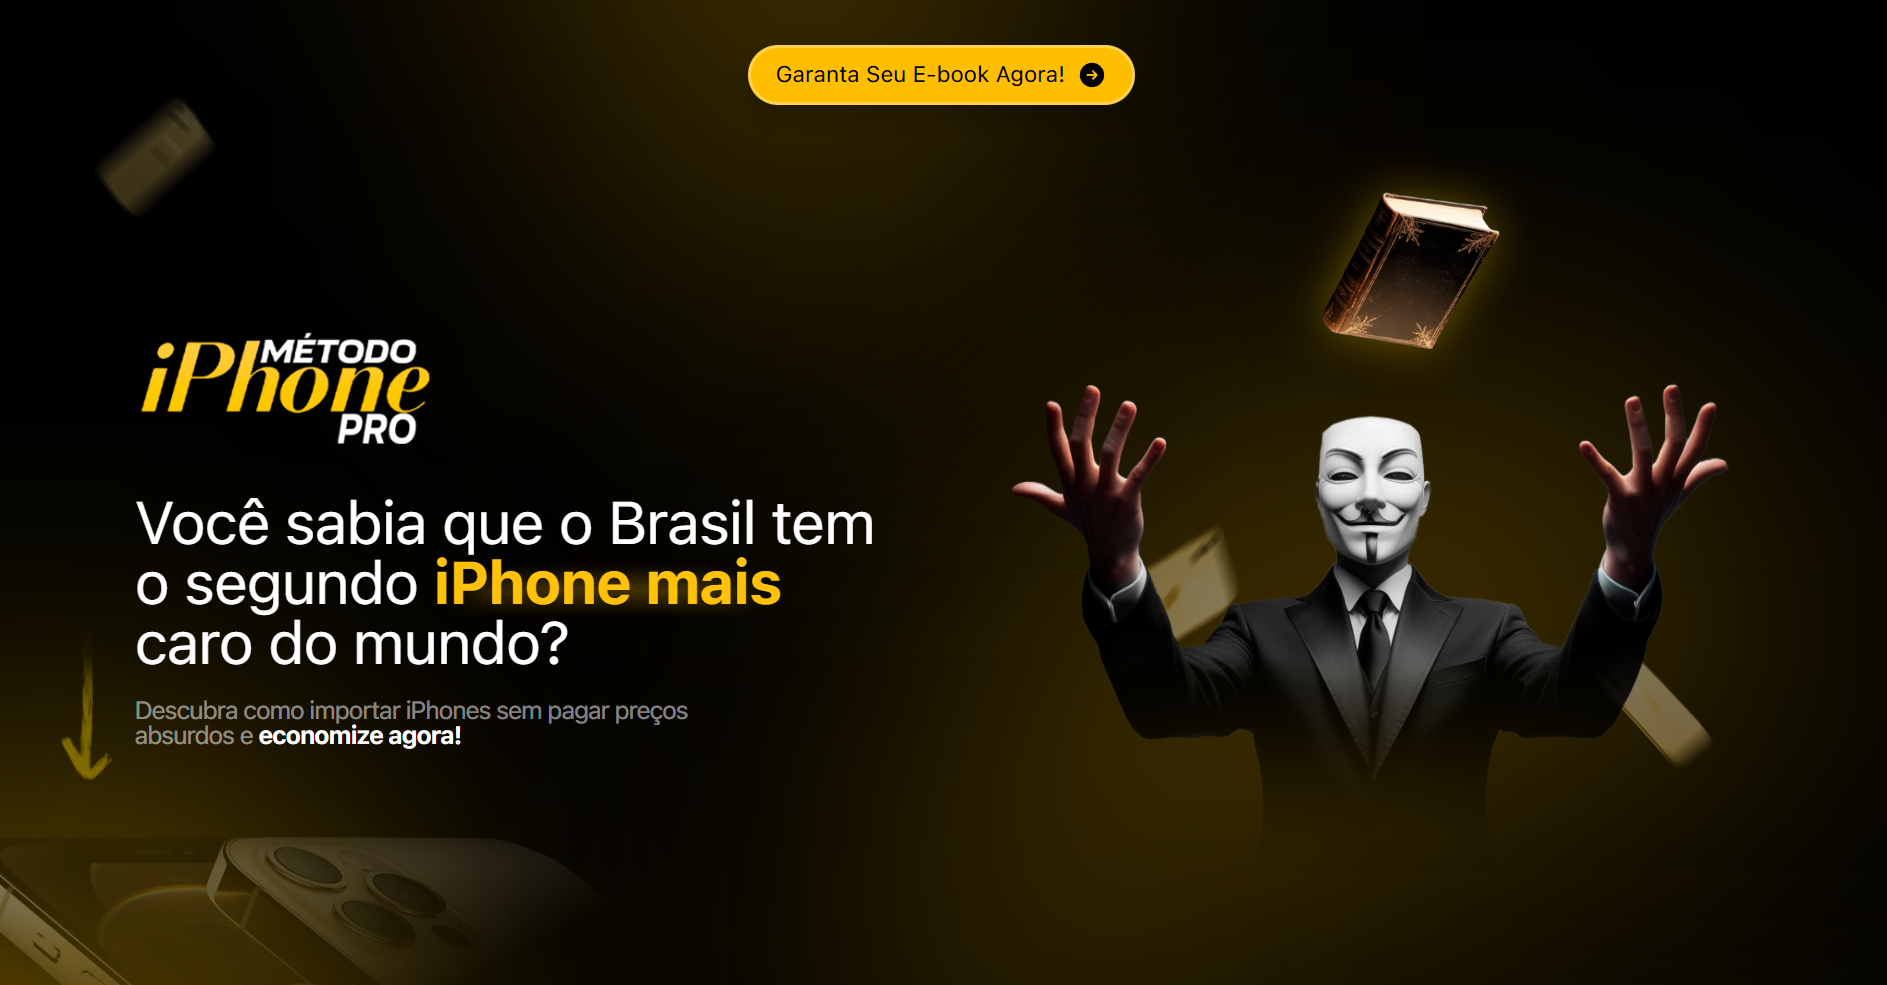 Garanta Seu E-book Agora!
MÉTODO
iPhone
PRO
Você sabia que o Brasil tem
o segundo iPhone mais
caro do mundo?
Descubra como importar iPhones sem pagar preços
absurdos e economize agora!